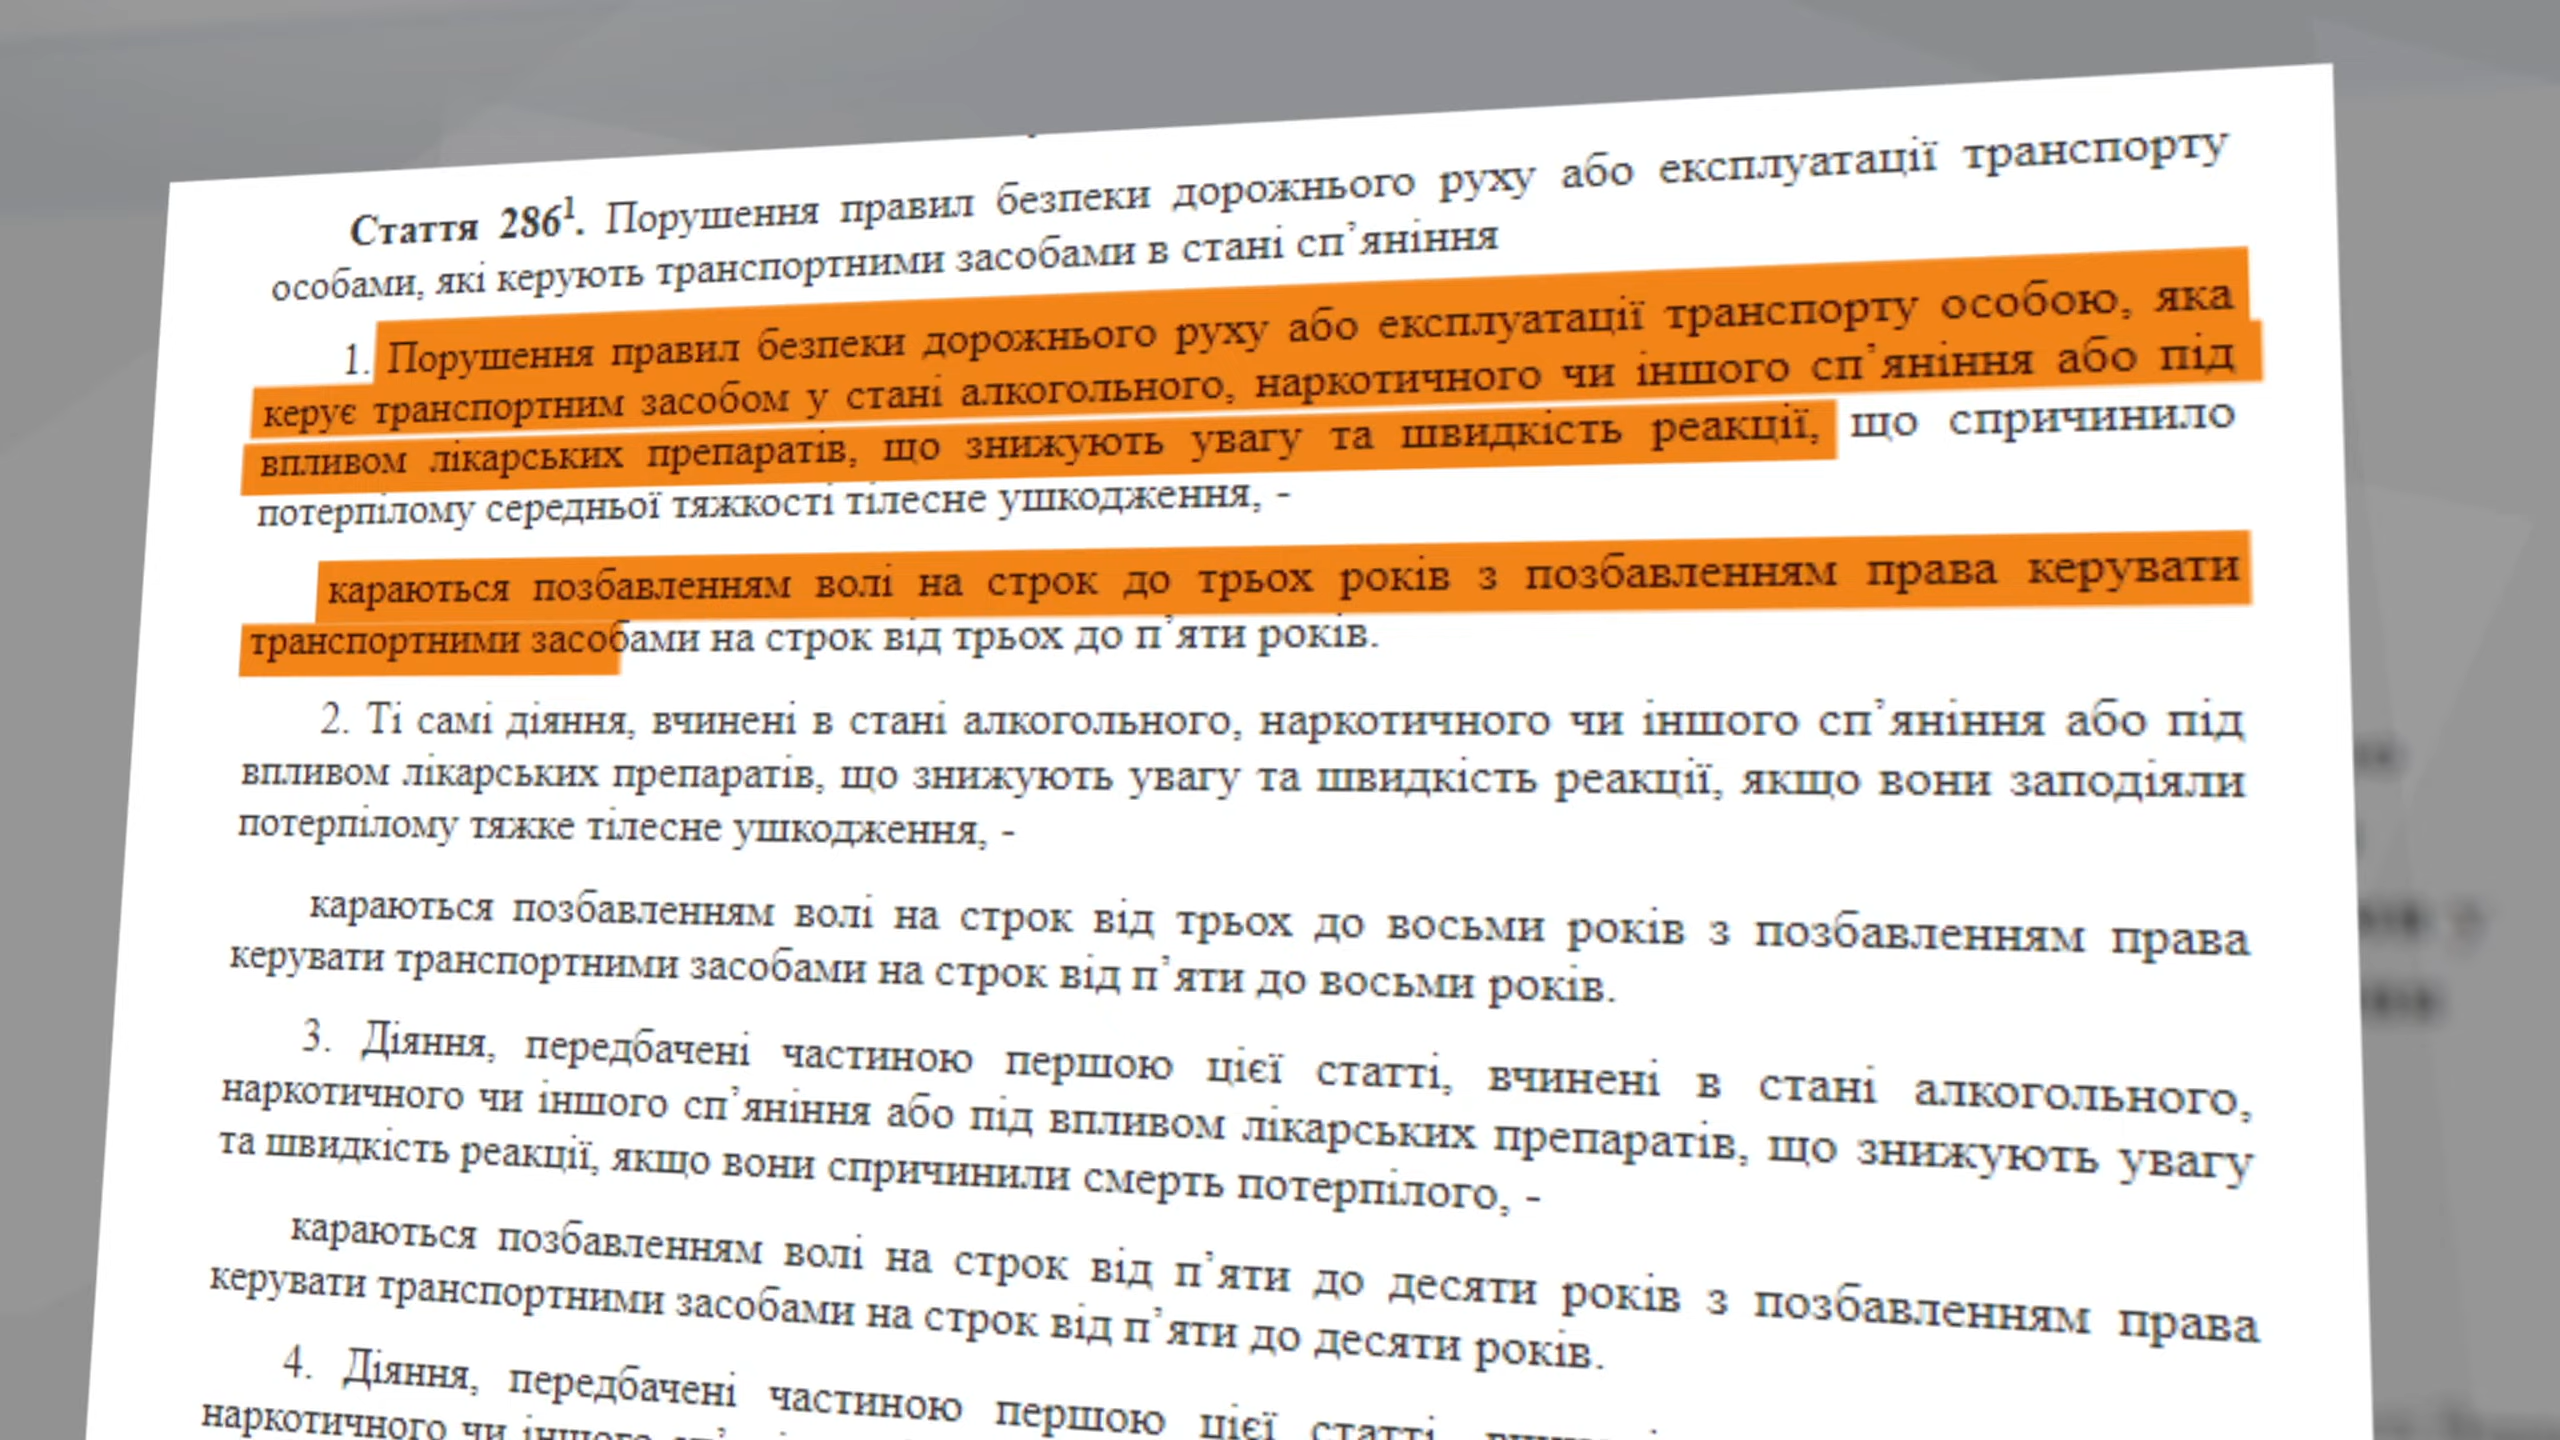 Стаття 286¹. Порушення правил безпеки дорожнього руху або експлуатації транспорту
особами, які керують транспортними засобами в стані сп’яніння
1. Порушення правил безпеки дорожнього руху або експлуатації транспорту особою, яка
керує транспортним засобом у стані алкогольного, наркотичного чи іншого сп’яніння або під
впливом лікарських препаратів, що знижують увагу та швидкість реакції, що спричинило
потерпілому середньої тяжкості тілесне ушкодження, -
караються позбавленням волі на строк до трьох років з позбавленням права керувати
транспортними засобами на строк від трьох до п’яти років.
2. Ті самі діяння, вчинені в стані алкогольного, наркотичного чи іншого сп’яніння або під
впливом лікарських препаратів, що знижують увагу та швидкість реакції, якщо вони заподіяли
потерпілому тяжке тілесне ушкодження, -
караються позбавленням волі на строк від трьох до восьми років з позбавленням права
керувати транспортними засобами на строк від п’яти до восьми років.
3. Діяння, передбачені частиною першою цієї статті, вчинені в стані алкогольного,
наркотичного чи іншого сп’яніння або під впливом лікарських препаратів, що знижують увагу
та швидкість реакції, якщо вони спричинили смерть потерпілого, -
караються позбавленням волі на строк від п’яти до десяти років з позбавленням права
керувати транспортними засобами на строк від п’яти до десяти років.
4. Діяння, передбачені частиною першою цієї статті,
наркотичного чи іншого